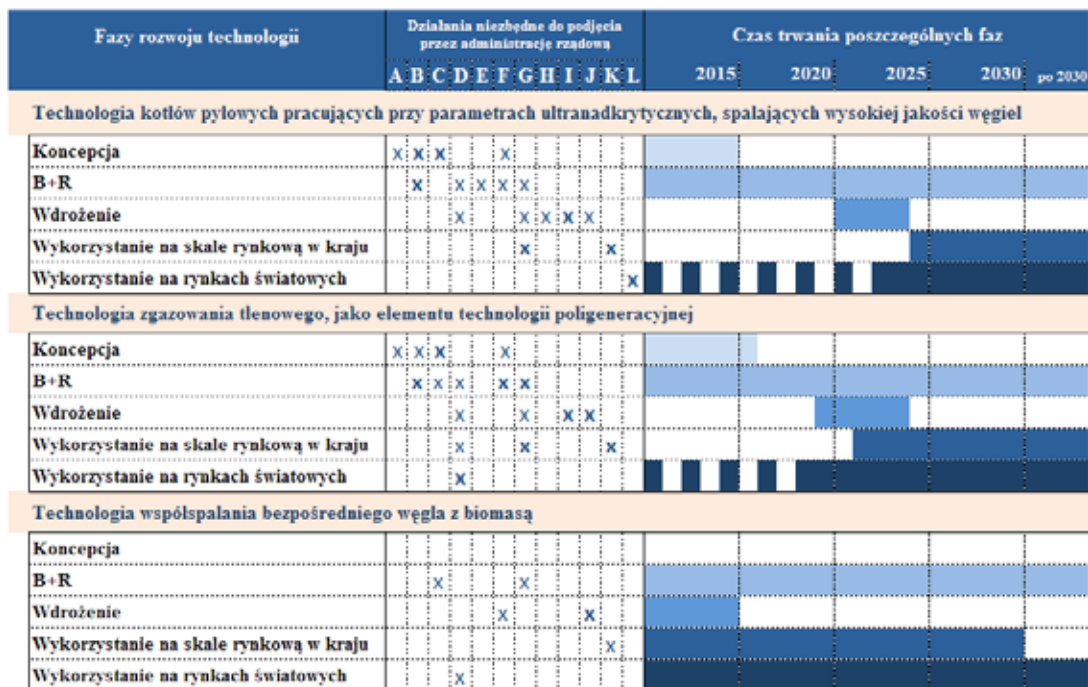 Fazy rozwoju technologii
Działania niezbędne do podjęcia
przez administrację rządową
Czas trwania poszczególnych faz
A B C D E F G H I J K L
2015 2020 2025 2030 po 2030
Technologia kotłów pyłowych pracujących przy parametrach ultranadkrytycznych, spalających wysokiej jakości węgiel
Koncepcja x x x x
B+R x x x x x
Wdrożenie x x x x x
Wykorzystanie na skale rynkową w kraju x x
Wykorzystanie na rynkach światowych x
Technologia zgazowania tlenowego, jako elementu technologii poligeneracyjnej
Koncepcja x x x x
B+R x x x x x
Wdrożenie x x x x
Wykorzystanie na skale rynkową w kraju x x x
Wykorzystanie na rynkach światowych x
Technologia współspalania bezpośredniego węgla z biomasą
Koncepcja
B+R x x
Wdrożenie x x
Wykorzystanie na skale rynkową w kraju x
Wykorzystanie na rynkach światowych x